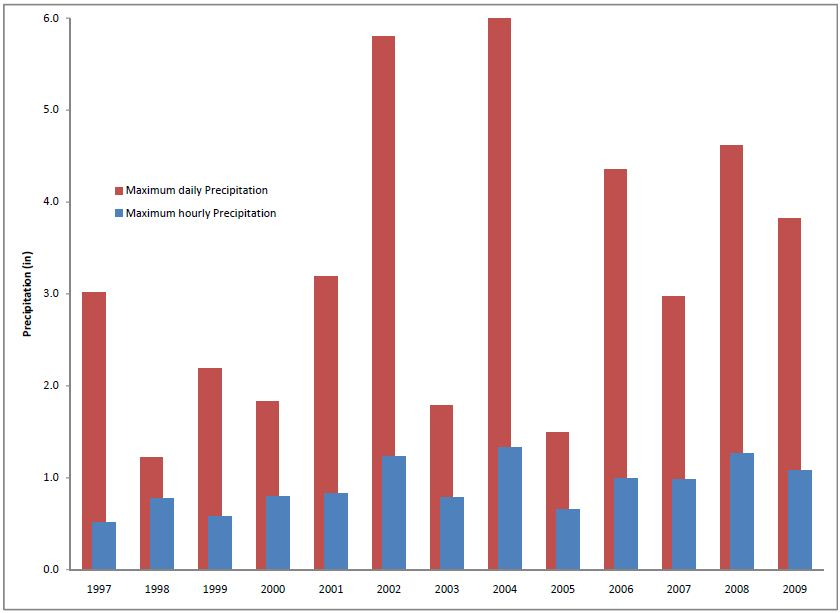 6.0
5.0
4.0
3.0
2.0
1.0
0.0
Precipitation (in)
Maximum daily Precipitation
Maximum hourly Precipitation
1997 1998 1999 2000 2001 2002 2003 2004 2005 2006 2007 2008 2009